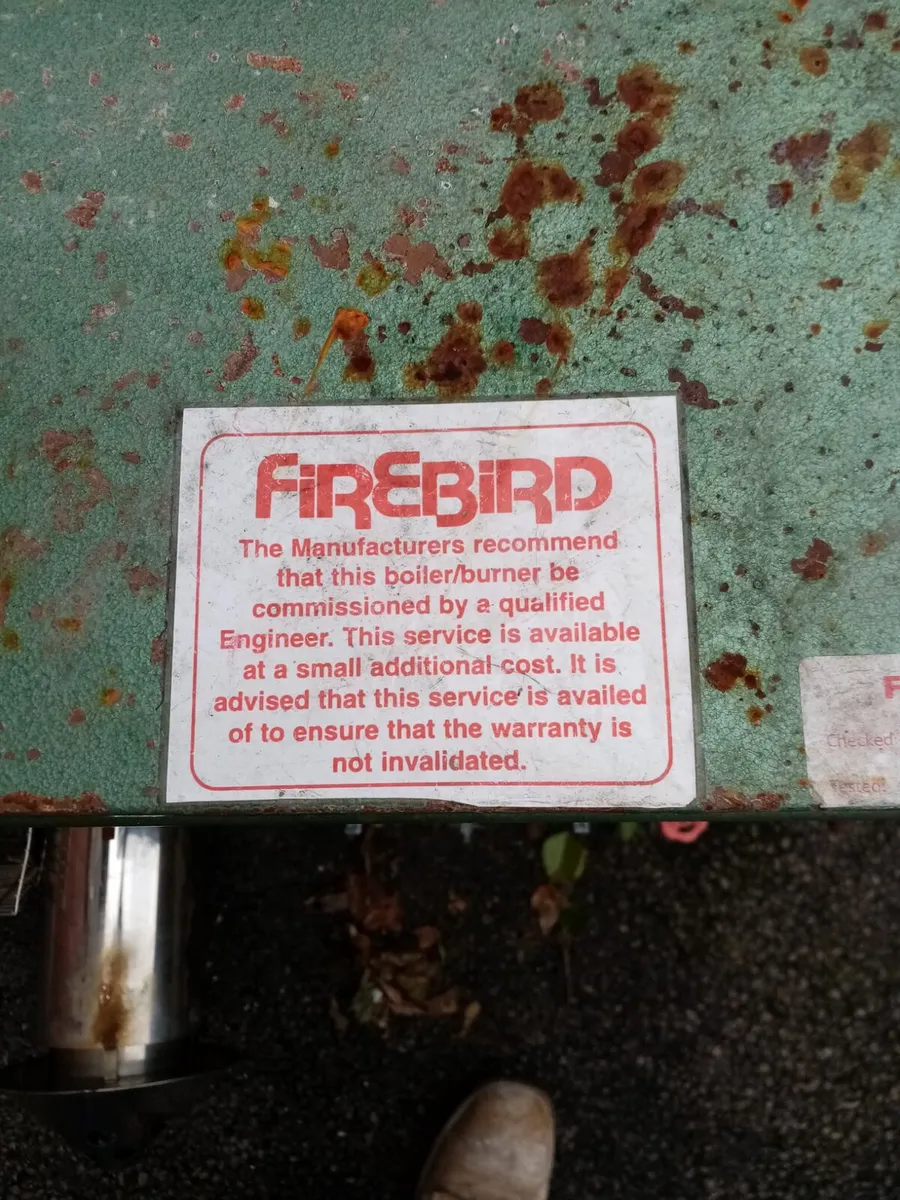 FiREBiRD
The Manufacturers recommend
that this boiler/burner be
commissioned by a qualified
Engineer. This service is available
at a small additional cost. It is
advised that this service is availed
of to ensure that the warranty is
not invalidated.
Checked
Tested